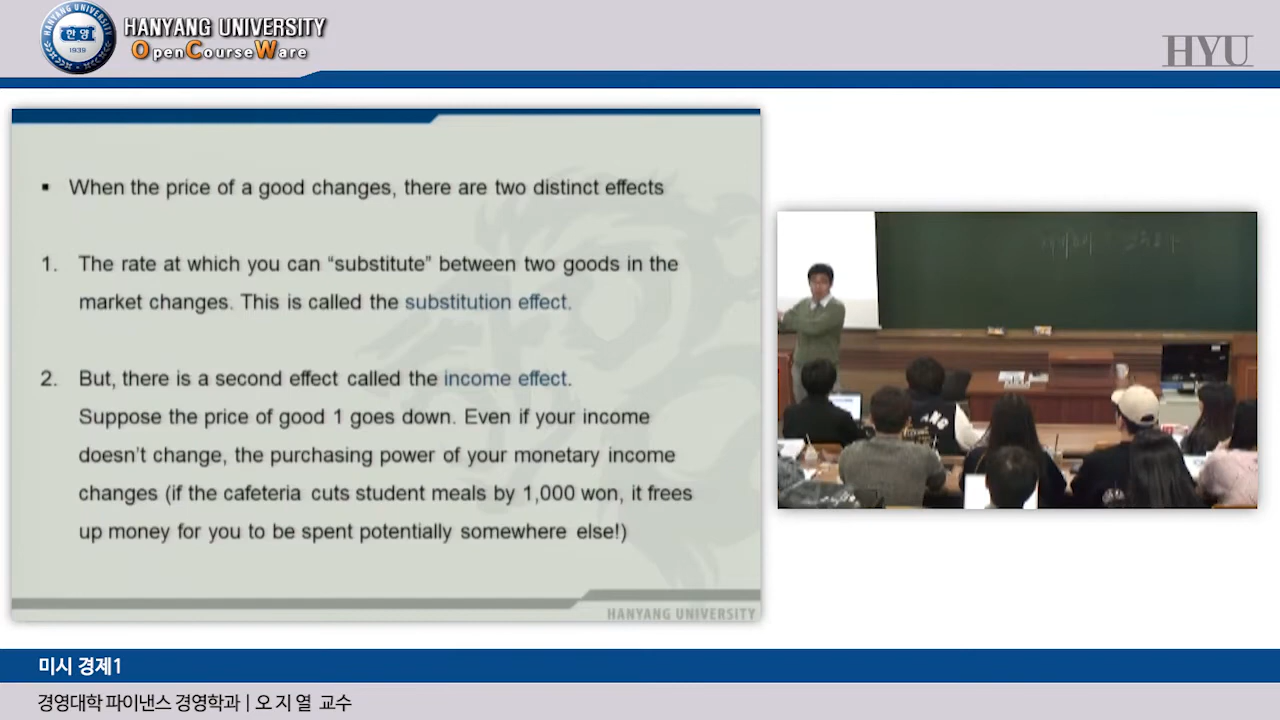 HANYANG UNIVERSITY
한양
1939
HANYANG UNIVERSITY
OpenCourseWare
HYU
▪ When the price of a good changes, there are two distinct effects
1. The rate at which you can “substitute” between two goods in the
market changes. This is called the substitution effect.
2. But, there is a second effect called the income effect.
Suppose the price of good 1 goes down. Even if your income
doesn’t change, the purchasing power of your monetary income
changes (if the cafeteria cuts student meals by 1,000 won, it frees
up money for you to be spent potentially somewhere else!)
HANYANG UNIVERSITY
미시 경제1
경영대학 파이낸스 경영학과 | 오 지 열 교수